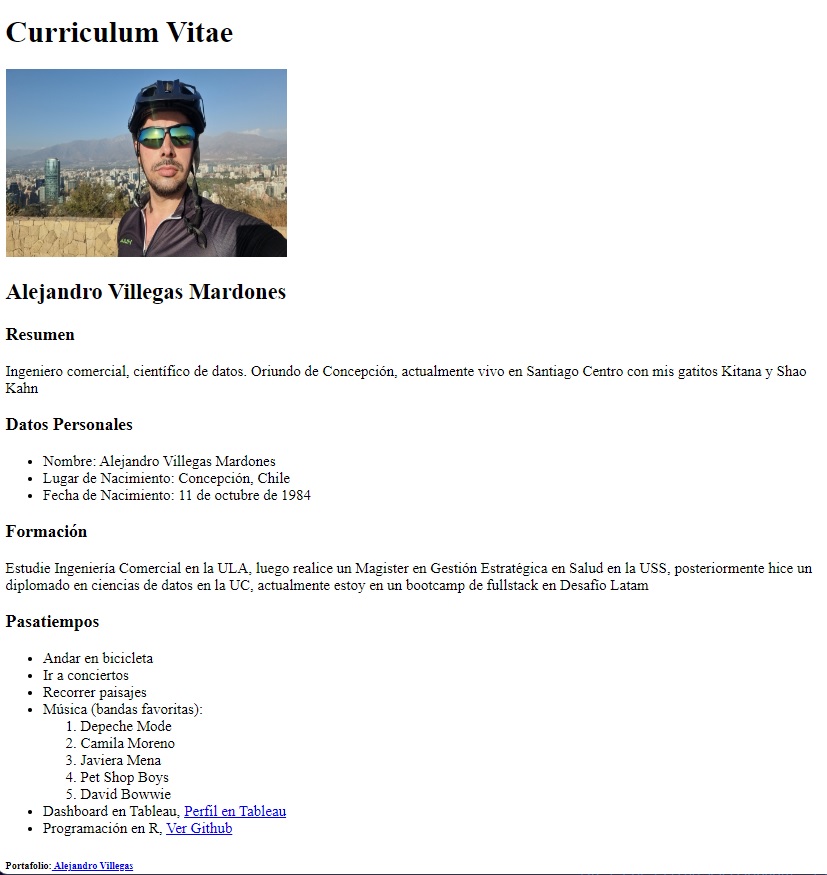 Curriculum Vitae
Alejandro Villegas Mardones
Resumen
Ingeniero comercial, científico de datos. Oriundo de Concepción, actualmente vivo en Santiago Centro con mis gatitos Kitana y Shao
Kahn
Datos Personales
• Nombre: Alejandro Villegas Mardones
• Lugar de Nacimiento: Concepción, Chile
• Fecha de Nacimiento: 11 de octubre de 1984
Formación
Estudie Ingeniería Comercial en la ULA, luego realice un Magister en Gestión Estratégica en Salud en la USS, posteriormente hice un
diplomado en ciencias de datos en la UC, actualmente estoy en un bootcamp de fullstack en Desafío Latam
Pasatiempos
• Andar en bicicleta
• Ir a conciertos
• Recorrer paisajes
• Música (bandas favoritas):
1. Depeche Mode
2. Camila Moreno
3. Javiera Mena
4. Pet Shop Boys
5. David Bowwie
• Dashboard en Tableau, Perfil en Tableau
• Programación en R, Ver Github
Portafolio: Alejandro Villegas